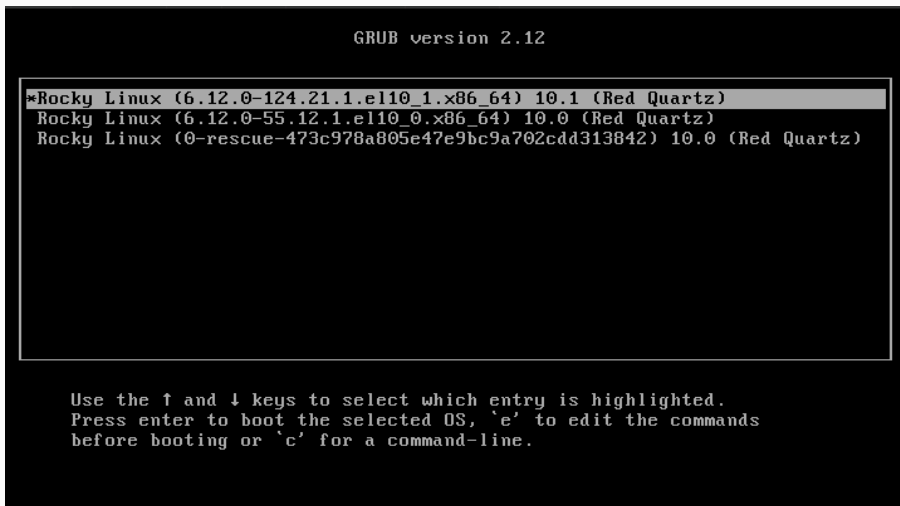 GRUB version 2.12
*Rocky Linux (6.12.0-124.21.1.el10_1.x86_64) 10.1 (Red Quartz)
Rocky Linux (6.12.0-55.12.1.el10_0.x86_64) 10.0 (Red Quartz)
Rocky Linux (0-rescue-473c978a805e47e9bc9a702cdd313842) 10.0 (Red Quartz)
Use the ↑ and ↓ keys to select which entry is highlighted.
Press enter to boot the selected OS, `e' to edit the commands
before booting or `c' for a command-line.